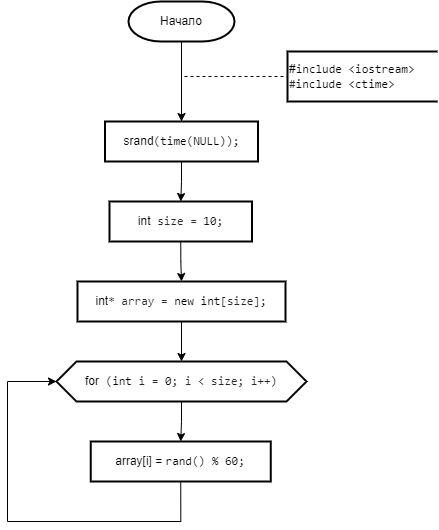 Начало
#include <iostream>
#include <ctime>
srand(time(NULL));
int size = 10;
int* array = new int[size];
for (int i = 0; i < size; i++)
array[i] = rand() % 60;